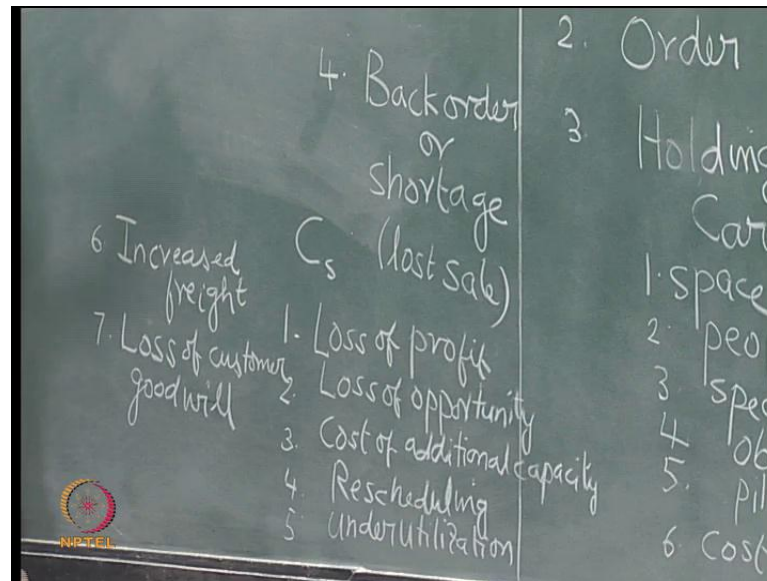 4. Backorder
or
shortage
Cs (lost sale)
1. Loss of profit
2. Loss of opportunity
3. Cost of additional capacity
4 Rescheduling
5 underutilization
6. Increased
freight
7. Loss of customer
goodwill
2. Order
3. Holding
Car
1. space
2 peo
3 spec
4 ob
5. pil
6 cost
NPTEL